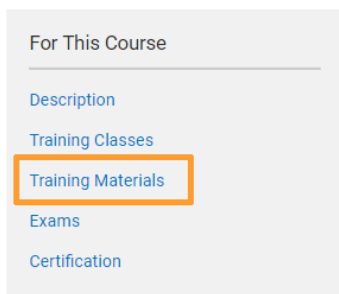 For This Course
Description
Training Classes
Training Materials
Exams
Certification